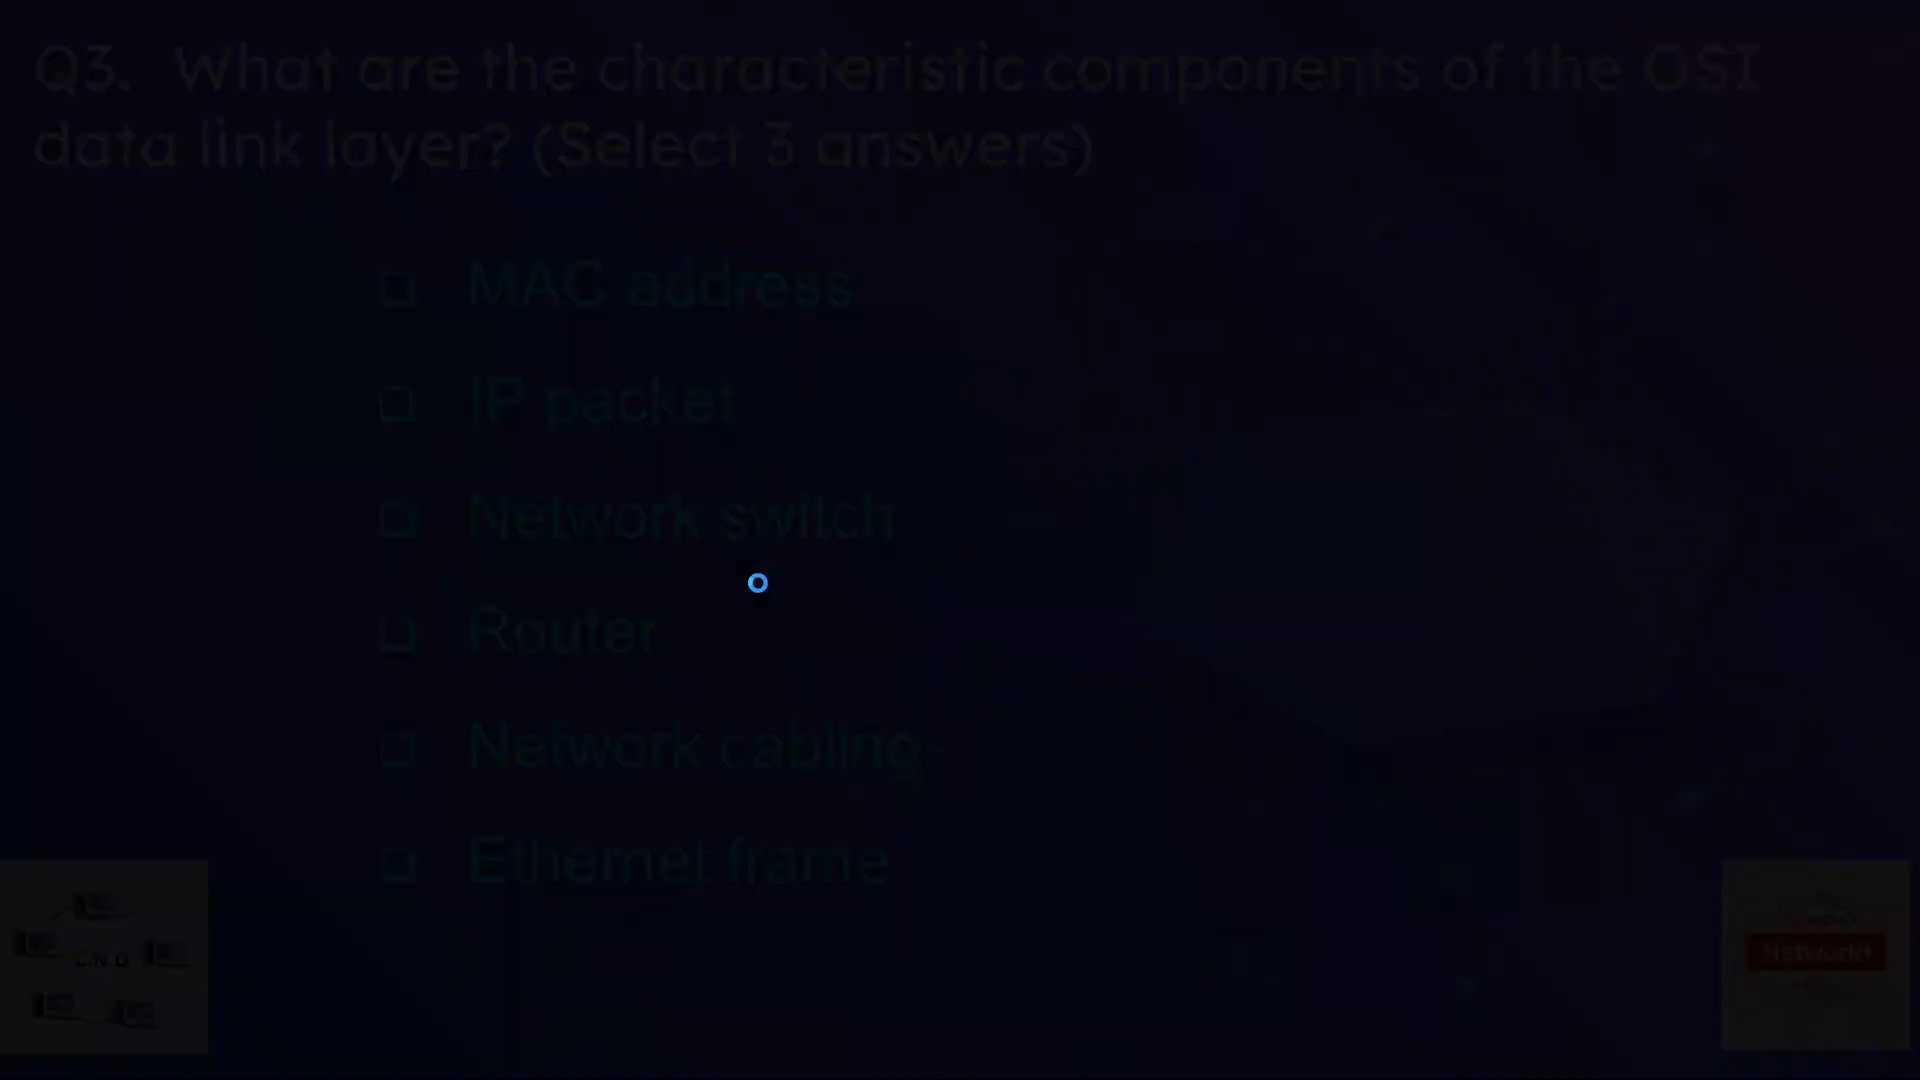 Q3. What are the characteristic components of the OSI
data link layer? (Select 3 answers)
MAC address
IP packet
Network switch
Router
Network cabling
Ethernet frame
Network+